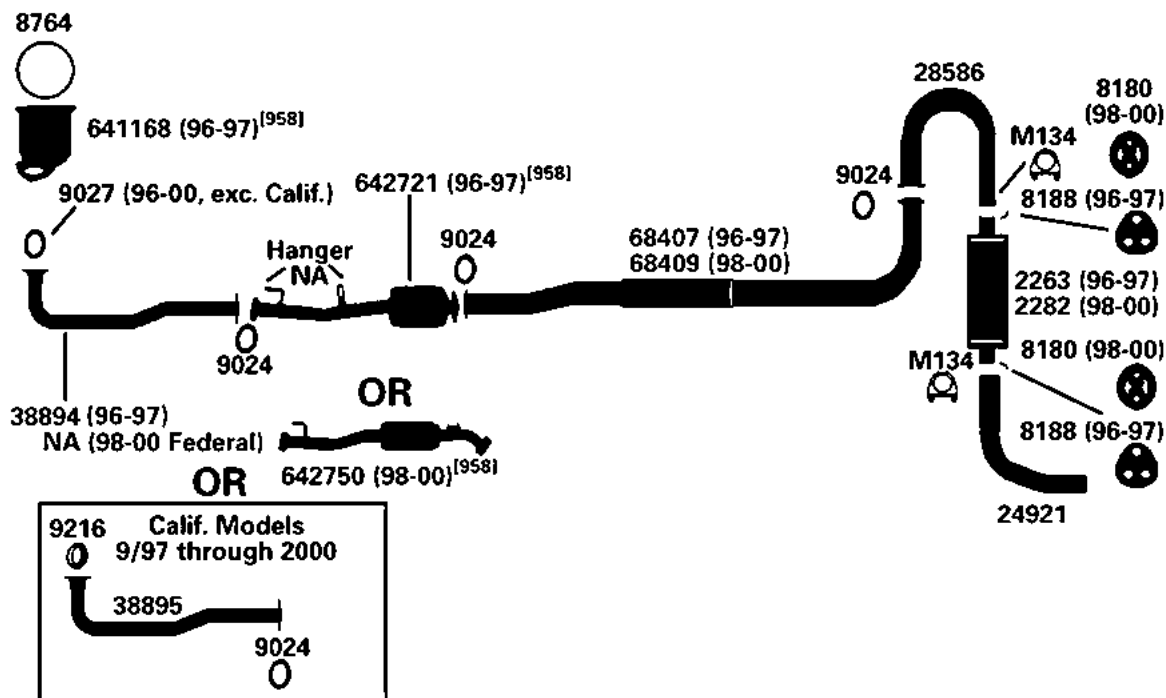 8764
641168 (96-97)[958]
9027 (96-00, exc. Calif.)
642721 (96-97)[958]
Hanger
NA
9024
9024
38894 (96-97)
NA (98-00 Federal)
OR
642750 (98-00)[958]
OR
Calif. Models
9/97 through 2000
9216
38895
9024
68407 (96-97)
68409 (98-00)
9024
28586
M134
8180
(98-00)
8188 (96-97)
2263 (96-97)
2282 (98-00)
M134
8180 (98-00)
8188 (96-97)
24921